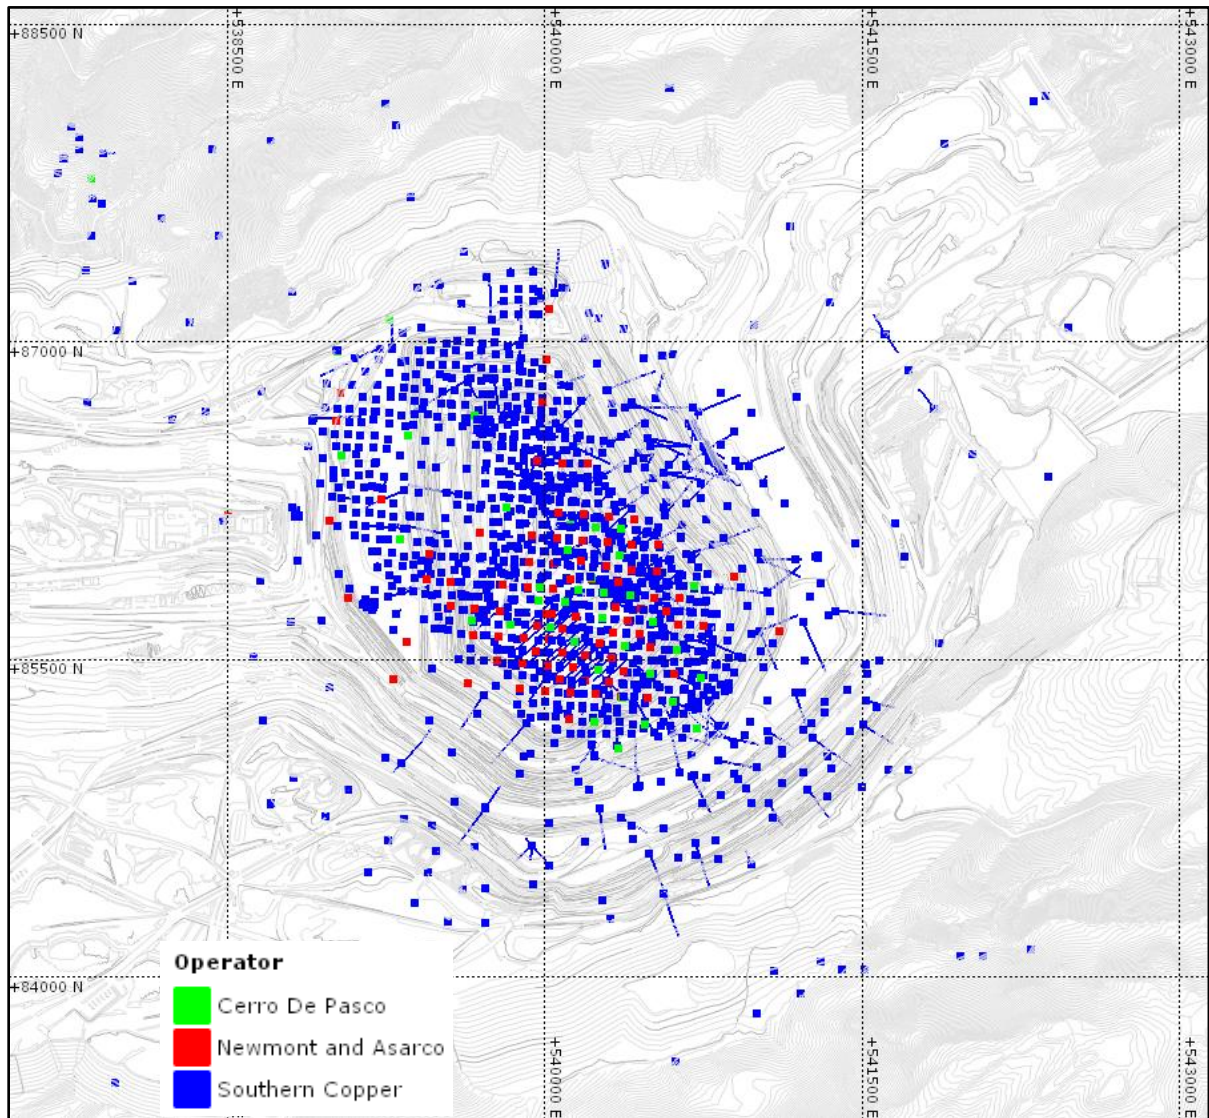 +88500 N
+538500 E
+540000 E
+541500 E
+543000 E
+87000 N
+85500 N
+84000 N
Operator
Cerro De Pasco
Newmont and Asarco
Southern Copper
+540000 E
+541500 E
+543000 E